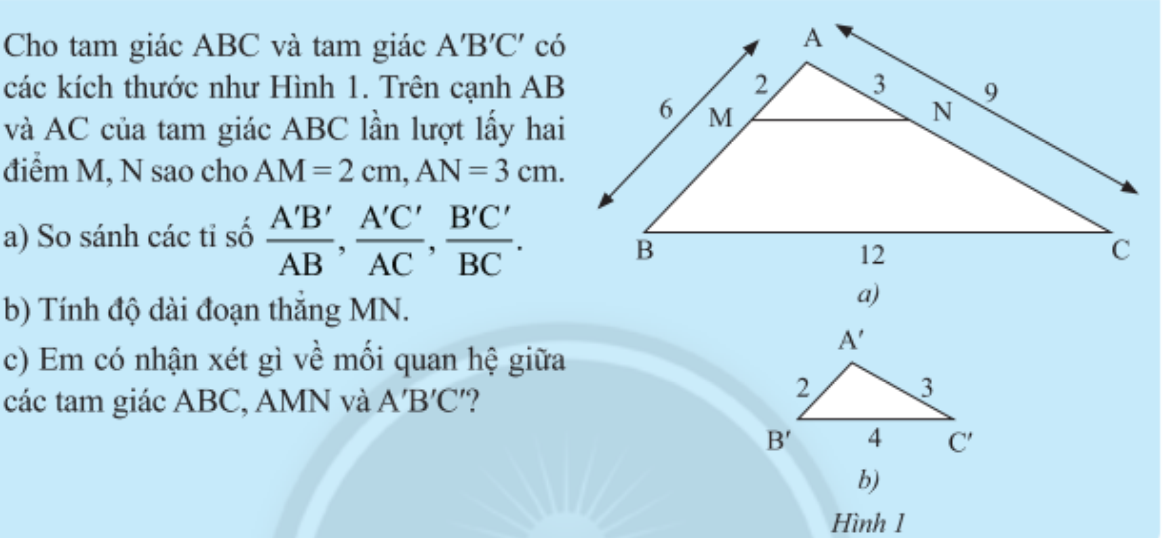 Cho tam giác ABC và tam giác A′B′C′ có
các kích thước như Hình 1. Trên cạnh AB
và AC của tam giác ABC lần lượt lấy hai
điểm M, N sao cho AM = 2 cm, AN = 3 cm.
a) So sánh các tỉ số A′B′/AB, A′C′/AC, B′C′/BC.
b) Tính độ dài đoạn thẳng MN.
c) Em có nhận xét gì về mối quan hệ giữa
các tam giác ABC, AMN và A′B′C′?
A
2
3
9
6
M
N
B
12
C
a)
A′
2
3
B′
4
C′
b)
Hình 1